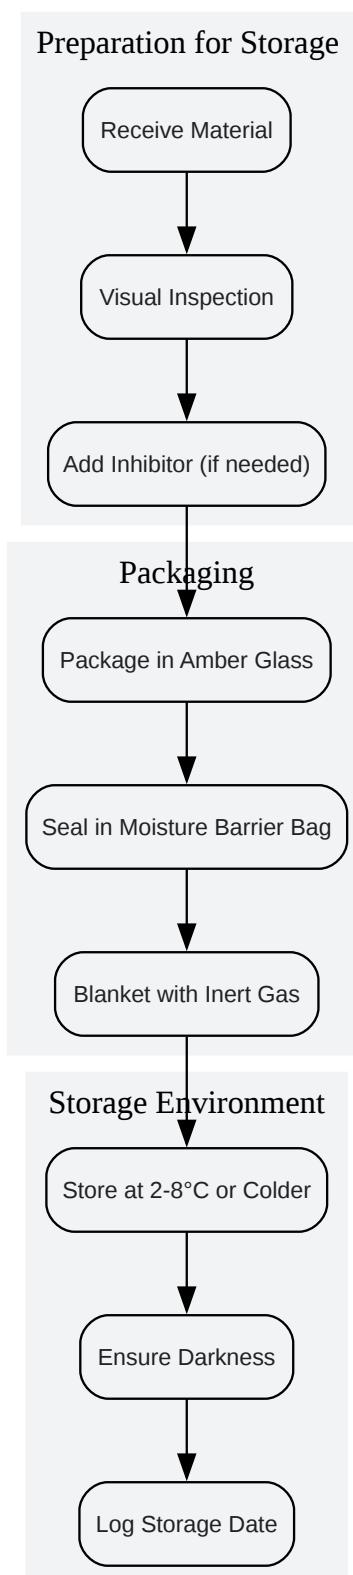 Preparation for Storage
Receive Material
Visual Inspection
Add Inhibitor (if needed)
Packaging
Package in Amber Glass
Seal in Moisture Barrier Bag
Blanket with Inert Gas
Storage Environment
Store at 2-8°C or Colder
Ensure Darkness
Log Storage Date